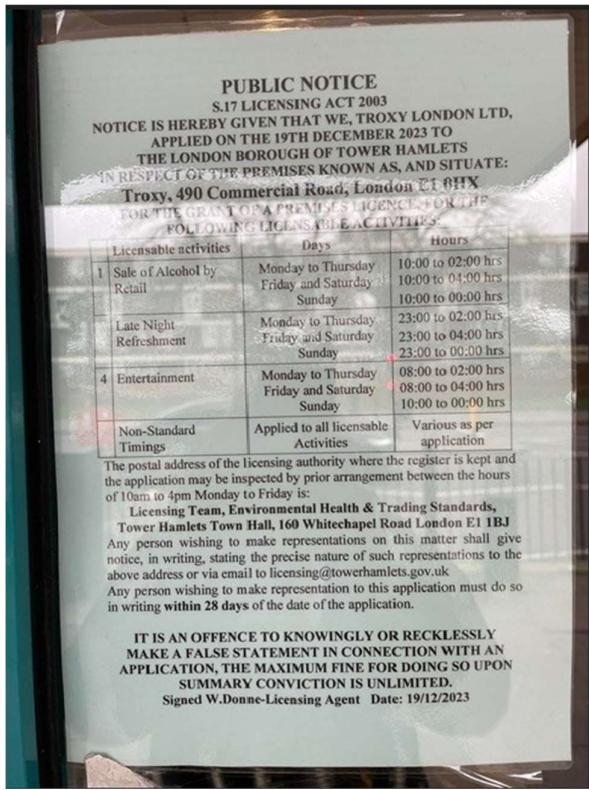 PUBLIC NOTICE
S.17 LICENSING ACT 2003
NOTICE IS HEREBY GIVEN THAT WE, TROXY LONDON LTD,
APPLIED ON THE 19TH DECEMBER 2023 TO
THE LONDON BOROUGH OF TOWER HAMLETS
IN RESPECT OF THE PREMISES KNOWN AS, AND SITUATE:
Troxy, 490 Commercial Road, London E1 0HX
FOR THE GRANT OF A PREMISES LICENCE, FOR THE
FOLLOWING LICENSABLE ACTIVITIES:
Licensable activities Days Hours
1 Sale of Alcohol by Retail Monday to Thursday 10:00 to 02:00 hrs
Friday and Saturday 10:00 to 04:00 hrs
Sunday 10:00 to 00:00 hrs
Late Night Refreshment Monday to Thursday 23:00 to 02:00 hrs
Friday and Saturday 23:00 to 04:00 hrs
Sunday 23:00 to 00:00 hrs
4 Entertainment Monday to Thursday 08:00 to 02:00 hrs
Friday and Saturday 08:00 to 04:00 hrs
Sunday 10:00 to 00:00 hrs
Non-Standard Applied to all licensable Various as per
Timings Activities application
The postal address of the licensing authority where the register is kept and
the application may be inspected by prior arrangement between the hours
of 10am to 4pm Monday to Friday is:
Licensing Team, Environmental Health & Trading Standards,
Tower Hamlets Town Hall, 160 Whitechapel Road London E1 1BJ
Any person wishing to make representations on this matter shall give
notice, in writing, stating the precise nature of such representations to the
above address or via email to licensing@towerhamlets.gov.uk
Any person wishing to make representation to this application must do so
in writing within 28 days of the date of the application.
IT IS AN OFFENCE TO KNOWINGLY OR RECKLESSLY
MAKE A FALSE STATEMENT IN CONNECTION WITH AN
APPLICATION, THE MAXIMUM FINE FOR DOING SO UPON
SUMMARY CONVICTION IS UNLIMITED.
Signed W.Donne-Licensing Agent Date: 19/12/2023